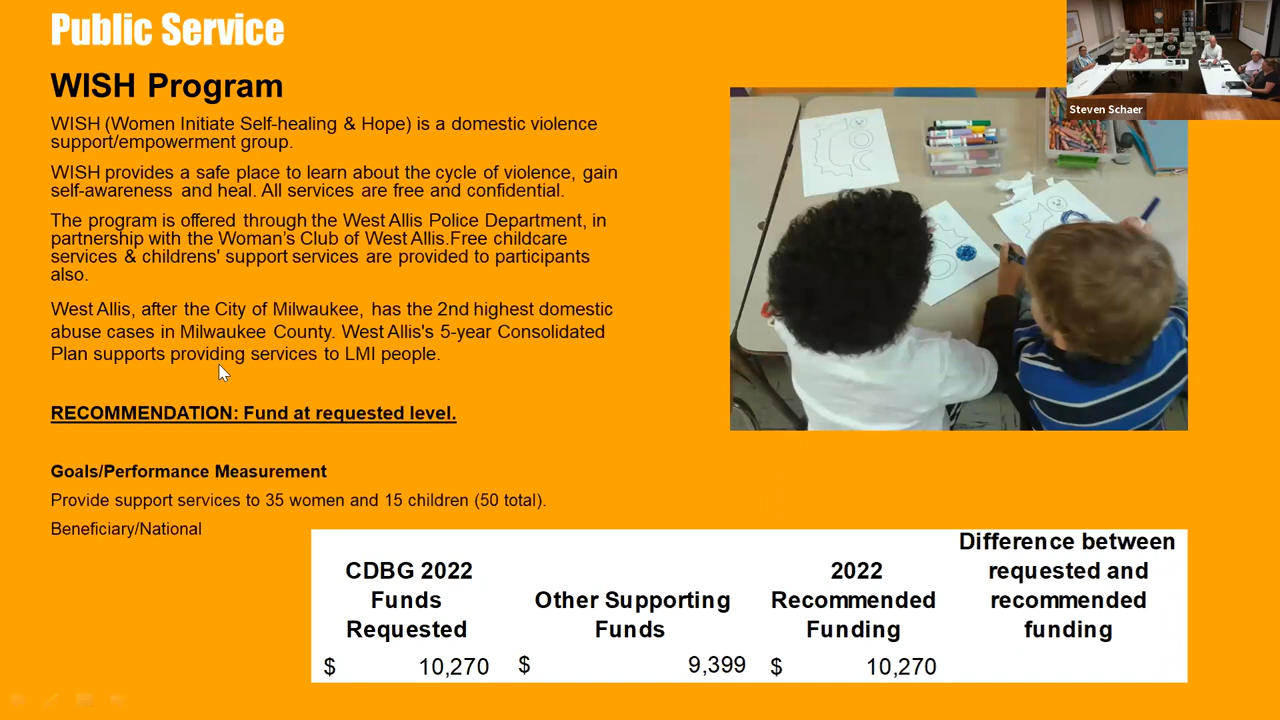 Public Service
WISH Program
WISH (Women Initiate Self-healing & Hope) is a domestic violence
support/empowerment group.
WISH provides a safe place to learn about the cycle of violence, gain
self-awareness and heal. All services are free and confidential.
The program is offered through the West Allis Police Department, in
partnership with the Woman’s Club of West Allis.Free childcare
services & childrens' support services are provided to participants
also.
West Allis, after the City of Milwaukee, has the 2nd highest domestic
abuse cases in Milwaukee County. West Allis's 5-year Consolidated
Plan supports providing services to LMI people.
RECOMMENDATION: Fund at requested level.
Goals/Performance Measurement
Provide support services to 35 women and 15 children (50 total).
Beneficiary/National
CDBG 2022
Funds
Requested
Other Supporting
Funds
2022
Recommended
Funding
Difference between
requested and
recommended
funding
$ 10,270 $ 9,399 $ 10,270
Steven Schaer